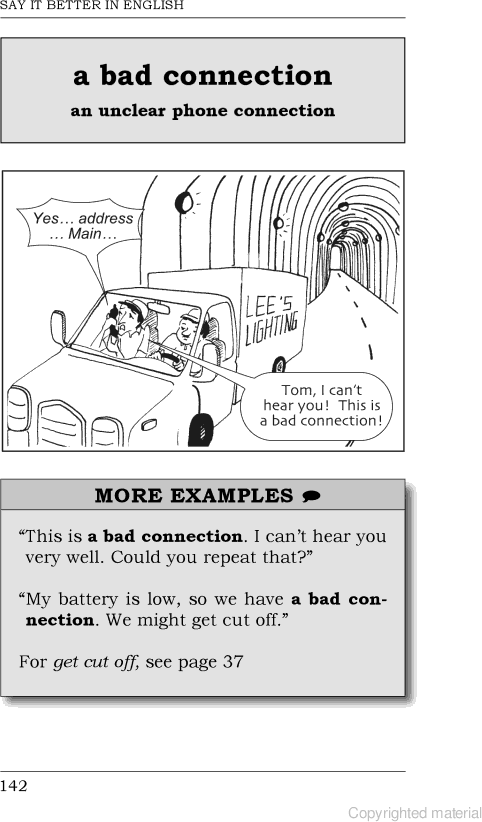 SAY IT BETTER IN ENGLISH
a bad connection
an unclear phone connection
Yes… address
… Main…
LEE'S
LIGHTING
Tom, I can't
hear you! This is
a bad connection!
MORE EXAMPLES
“This is a bad connection. I can’t hear you
very well. Could you repeat that?”
“My battery is low, so we have a bad con-
nection. We might get cut off.”
For get cut off, see page 37
142
Copyrighted material